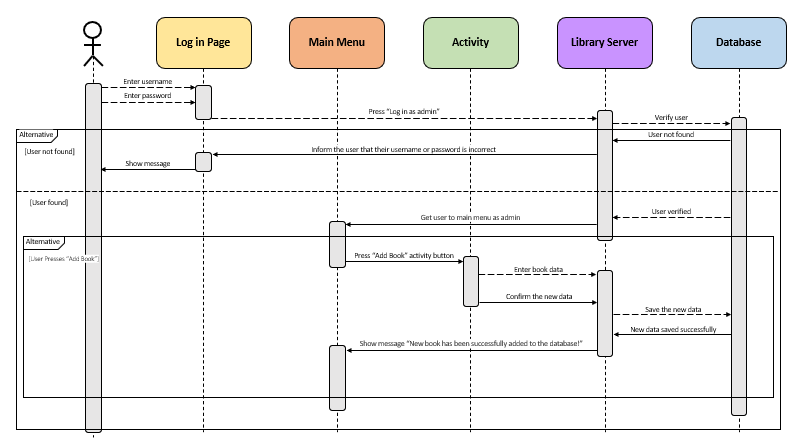 Log in Page
Main Menu
Activity
Library Server
Database
Enter username
Enter password
Press “Log in as admin”
Verify user
Alternative
User not found
[User not found]
Inform the user that their username or password is incorrect
Show message
[User found]
User verified
Get user to main menu as admin
Alternative
[User Presses “Add Book”]
Press “Add Book” activity button
Enter book data
Confirm the new data
Save the new data
New data saved successfully
Show message “New book has been successfully added to the database!”